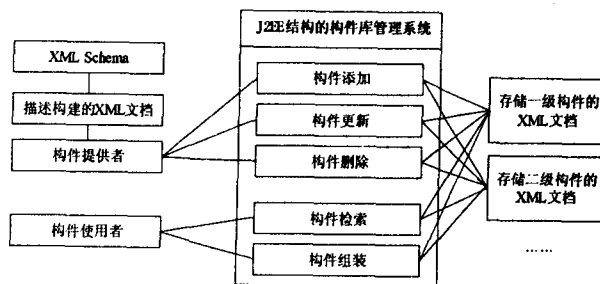 J2EE结构的构件库管理系统
XML Schema
描述构建的XML文档
构件提供者
构件使用者
构件添加
构件更新
构件删除
构件检索
构件组装
存储一级构件的
XML文档
存储二级构件的
XML文档
……